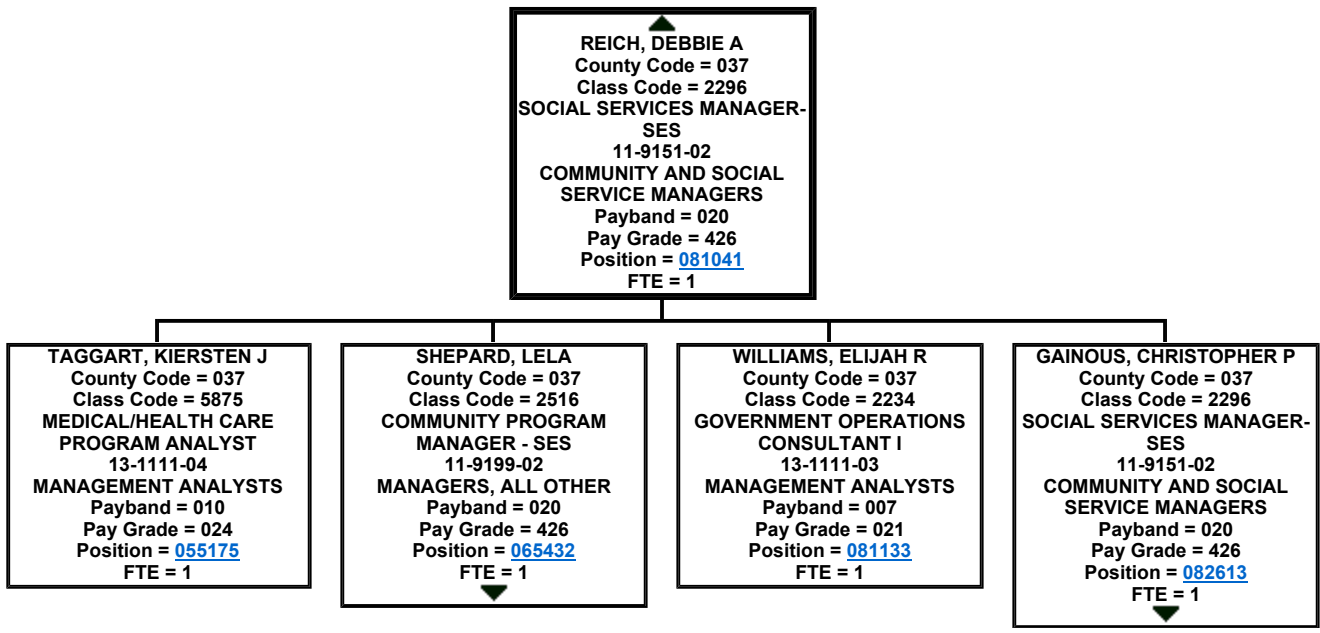 REICH, DEBBIE A
County Code = 037
Class Code = 2296
SOCIAL SERVICES MANAGER-
SES
11-9151-02
COMMUNITY AND SOCIAL
SERVICE MANAGERS
Payband = 020
Pay Grade = 426
Position = 081041
FTE = 1
TAGGART, KIERSTEN J
County Code = 037
Class Code = 5875
MEDICAL/HEALTH CARE
PROGRAM ANALYST
13-1111-04
MANAGEMENT ANALYSTS
Payband = 010
Pay Grade = 024
Position = 055175
FTE = 1
SHEPARD, LELA
County Code = 037
Class Code = 2516
COMMUNITY PROGRAM
MANAGER - SES
11-9199-02
MANAGERS, ALL OTHER
Payband = 020
Pay Grade = 426
Position = 065432
FTE = 1
WILLIAMS, ELIJAH R
County Code = 037
Class Code = 2234
GOVERNMENT OPERATIONS
CONSULTANT I
13-1111-03
MANAGEMENT ANALYSTS
Payband = 007
Pay Grade = 021
Position = 081133
FTE = 1
GAINOUS, CHRISTOPHER P
County Code = 037
Class Code = 2296
SOCIAL SERVICES MANAGER-
SES
11-9151-02
COMMUNITY AND SOCIAL
SERVICE MANAGERS
Payband = 020
Pay Grade = 426
Position = 082613
FTE = 1